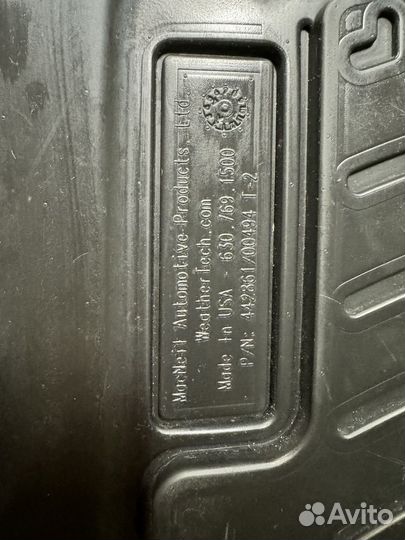 MacNeil Automotive Products, Ltd.
WeatherTech.com
Made in USA - 630.769.1500
P/N: 442861/00494 T-2
Avito